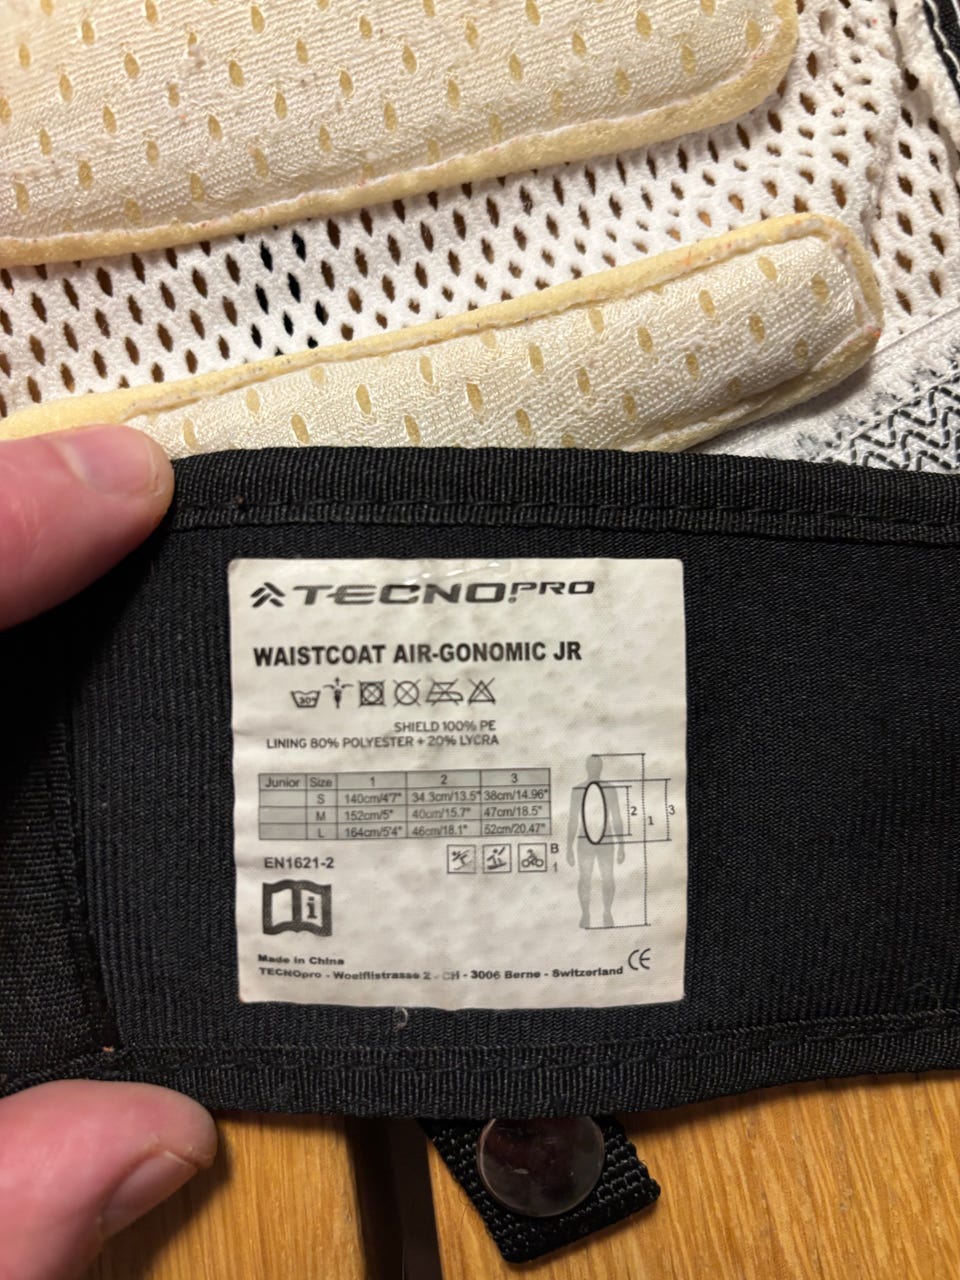 TECNOPRO
WAISTCOAT AIR-GONOMIC JR
30°
SHIELD 100% PE
LINING 80% POLYESTER + 20% LYCRA
Junior Size 1 2 3
S 140cm/4'7" 34.3cm/13.5" 38cm/14.96"
M 152cm/5" 40cm/15.7" 47cm/18.5"
L 164cm/5'4" 46cm/18.1" 52cm/20.47"
2 1 3
EN1621-2
B
1
i
Made in China
TECNOpro - Woelflistrasse 2 - CH - 3006 Berne - Switzerland
CE